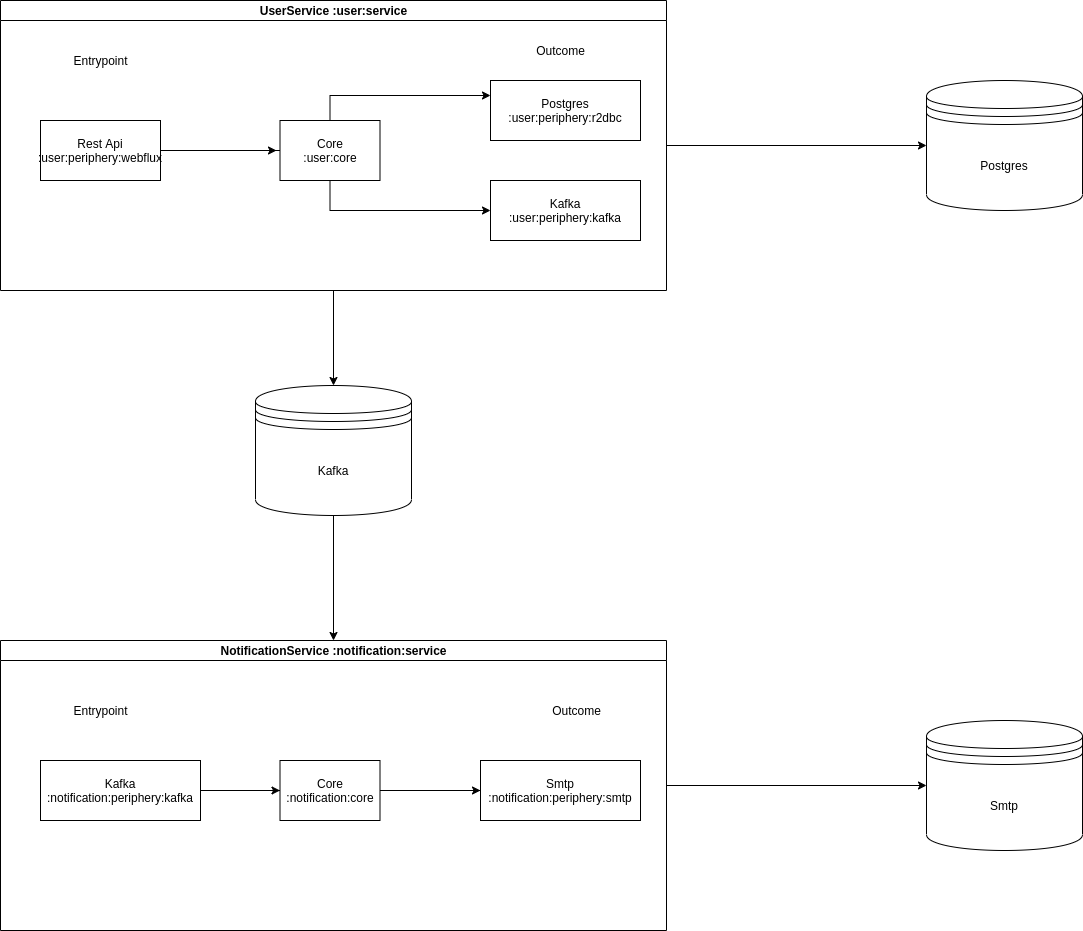 UserService :user:service
Entrypoint
Outcome
Rest Api
:user:periphery:webflux
Core
:user:core
Postgres
:user:periphery:r2dbc
Kafka
:user:periphery:kafka
Postgres
Kafka
NotificationService :notification:service
Entrypoint
Outcome
Kafka
:notification:periphery:kafka
Core
:notification:core
Smtp
:notification:periphery:smtp
Smtp